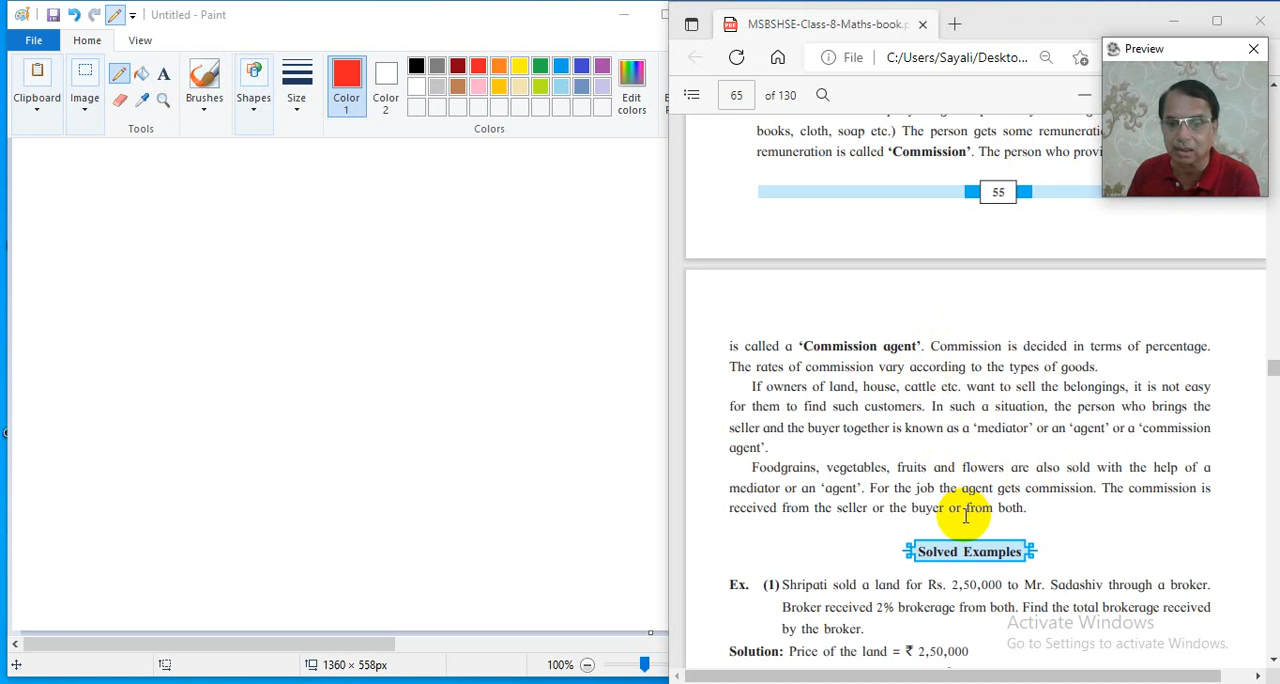 Untitled - Paint
File
Home
View
Clipboard
Image
Tools
Brushes
Shapes
Size
Color
1
Color
2
Edit
colors
Colors
1360 × 558px
100%
MSBSHSE-Class-8-Maths-book.p
File
C:/Users/Sayali/Deskto...
65
of 130
Preview
books, cloth, soap etc.) The person gets some
remuneration is called ‘Commission’. The person who
55
is called a ‘Commission agent’. Commission is decided in terms of percentage.
The rates of commission vary according to the types of goods.
If owners of land, house, cattle etc. want to sell the belongings, it is not easy
for them to find such customers. In such a situation, the person who brings the
seller and the buyer together is known as a ‘mediator’ or an ‘agent’ or a ‘commission
agent’.
Foodgrains, vegetables, fruits and flowers are also sold with the help of a
mediator or an ‘agent’. For the job the agent gets commission. The commission is
received from the seller or the buyer or from both.
Solved Examples
Ex. (1) Shripati sold a land for Rs. 2,50,000 to Mr. Sadashiv through a broker.
Broker received 2% brokerage from both. Find the total brokerage received
by the broker.
Activate Windows
Go to Settings to activate Windows.
Solution: Price of the land = ₹ 2,50,000